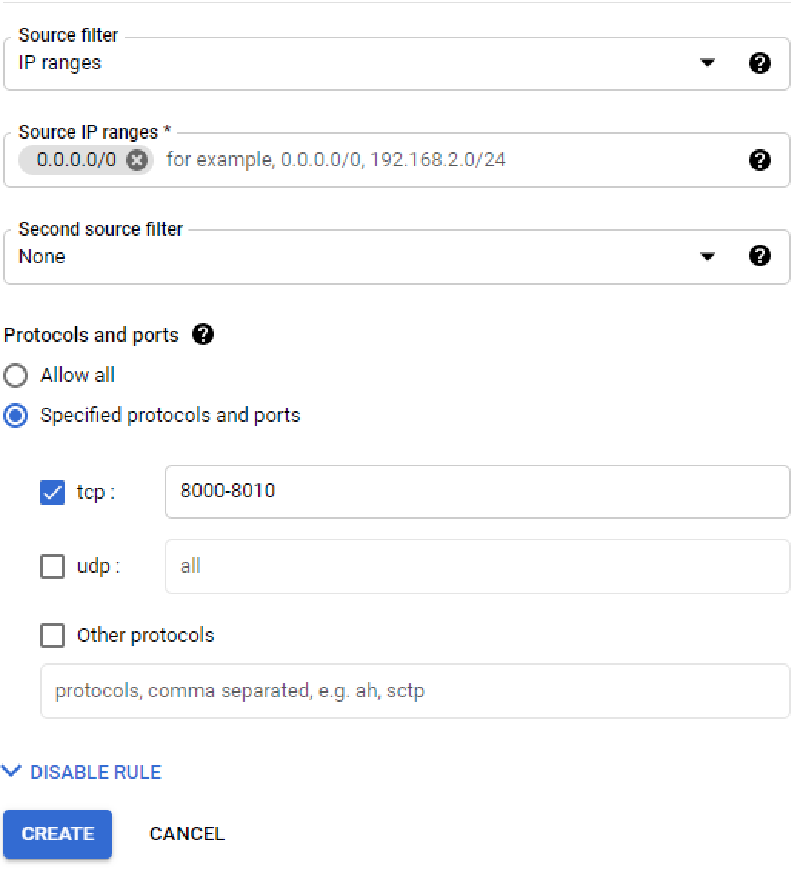 Source filter
IP ranges
Source IP ranges *
0.0.0.0/0 for example, 0.0.0.0/0, 192.168.2.0/24
Second source filter
None
Protocols and ports
Allow all
Specified protocols and ports
tcp : 8000-8010
udp : all
Other protocols
protocols, comma separated, e.g. ah, sctp
DISABLE RULE
CREATE CANCEL